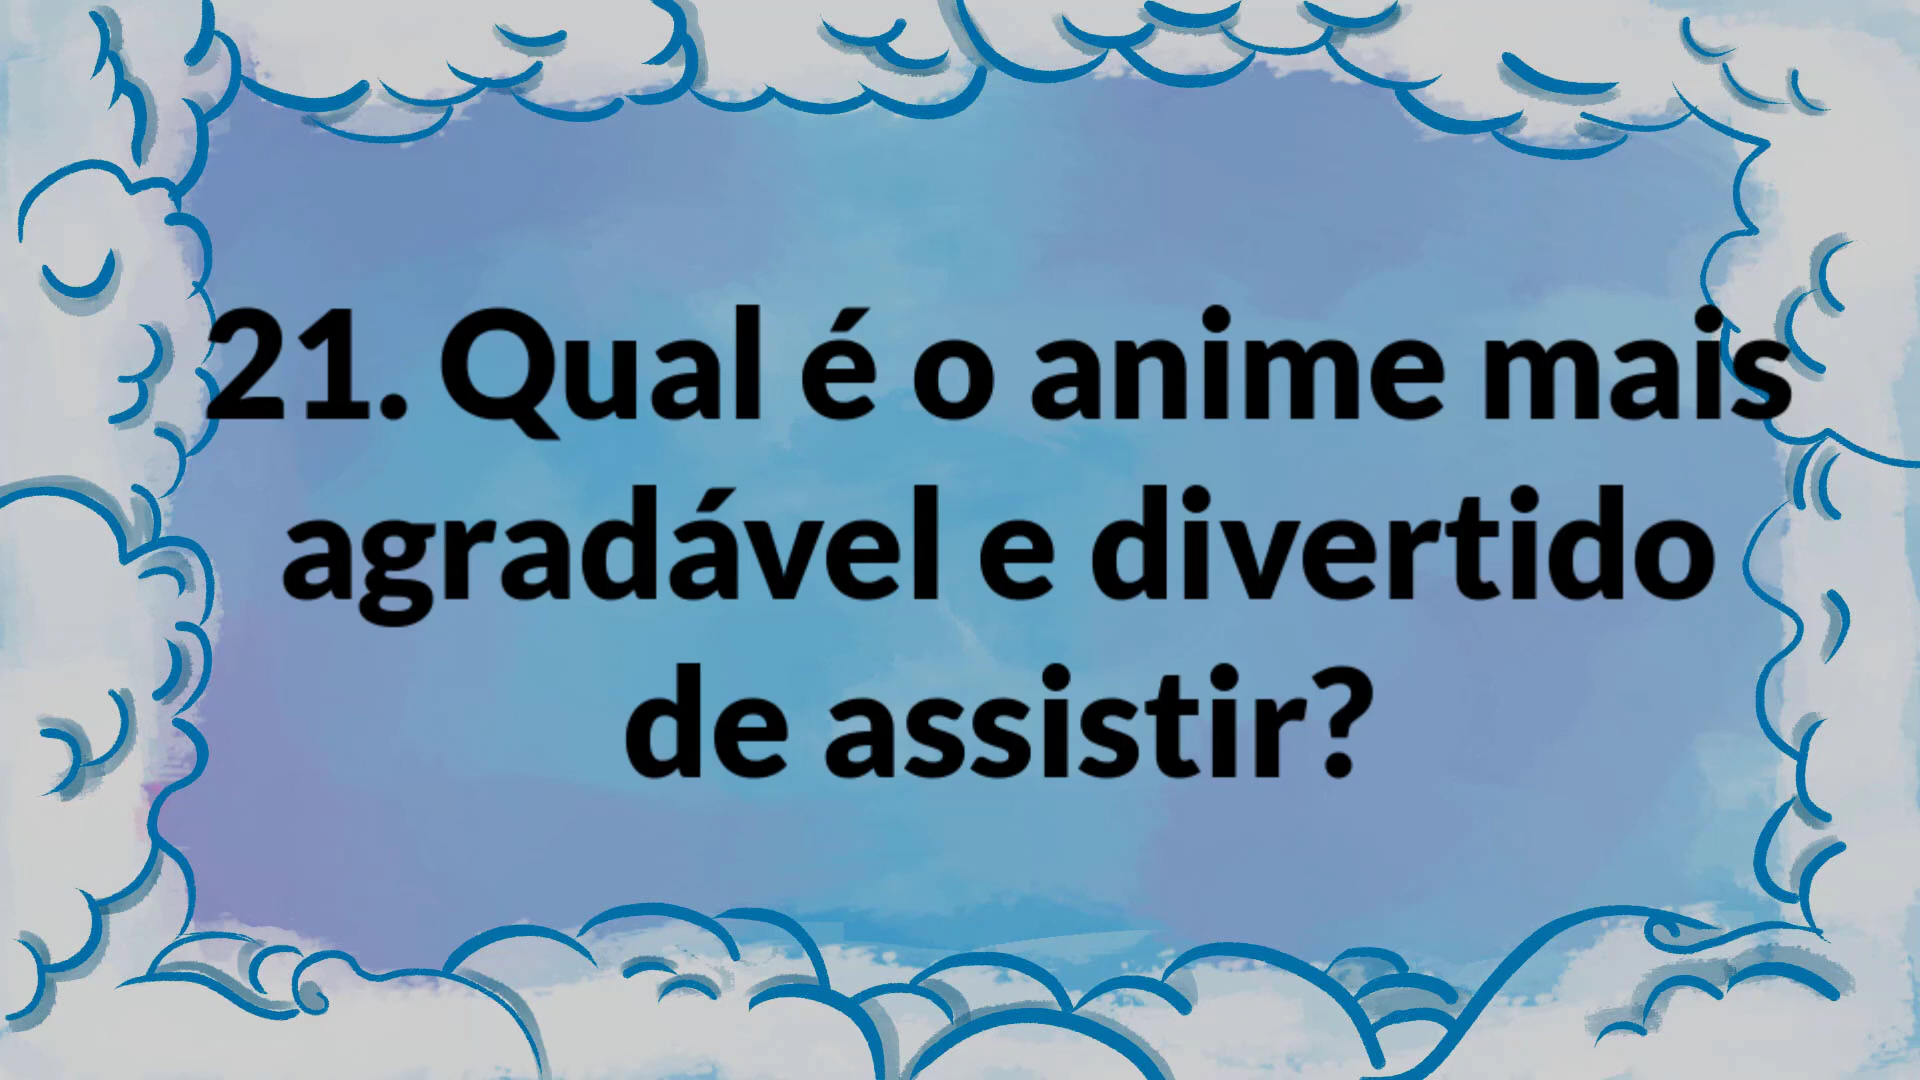 21. Qual é o anime mais
agradável e divertido
de assistir?